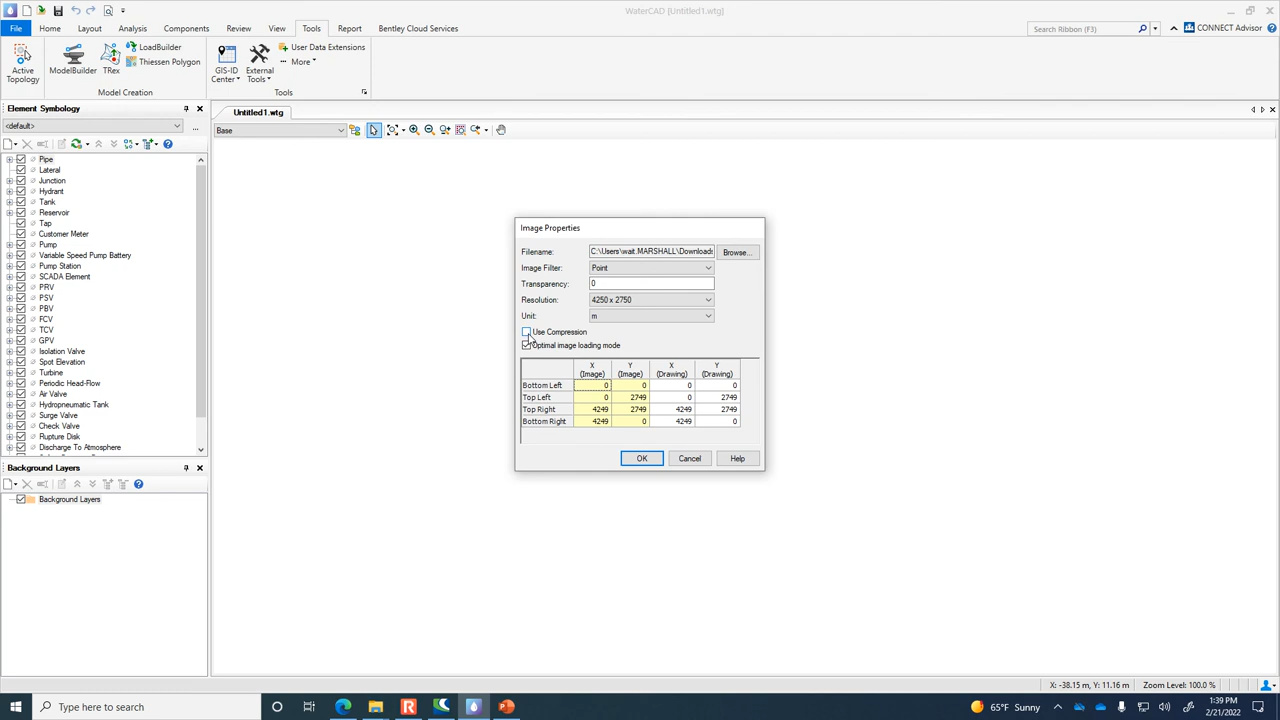 WaterCAD [Untitled1.wtg]
File Home Layout Analysis Components Review View Tools Report Bentley Cloud Services Search Ribbon (F3) CONNECT Advisor
Active Topology
ModelBuilder
TRex
LoadBuilder
Thiessen Polygon
Model Creation
GIS-ID Center
External Tools
User Data Extensions
More
Tools
Element Symbology
<default>
...
Pipe
Lateral
Junction
Hydrant
Tank
Reservoir
Tap
Customer Meter
Pump
Variable Speed Pump Battery
Pump Station
SCADA Element
PRV
PSV
PBV
FCV
TCV
GPV
Isolation Valve
Spot Elevation
Turbine
Periodic Head-Flow
Air Valve
Hydropneumatic Tank
Surge Valve
Check Valve
Rupture Disk
Discharge To Atmosphere
Background Layers
Background Layers
Untitled1.wtg
Base
Image Properties
Filename: C:\Users\wait.MARSHALL\Downloads Browse...
Image Filter: Point
Transparency: 0
Resolution: 4250 x 2750
Unit: m
Use Compression
Optimal image loading mode
X (Image) Y (Image) X (Drawing) Y (Drawing)
Bottom Left 0 0 0 0
Top Left 0 2749 0 2749
Top Right 4249 2749 4249 2749
Bottom Right 4249 0 4249 0
OK Cancel Help
X: -38.15 m, Y: 11.16 m Zoom Level: 100.0 %
Type here to search
65°F Sunny
1:39 PM
2/21/2022